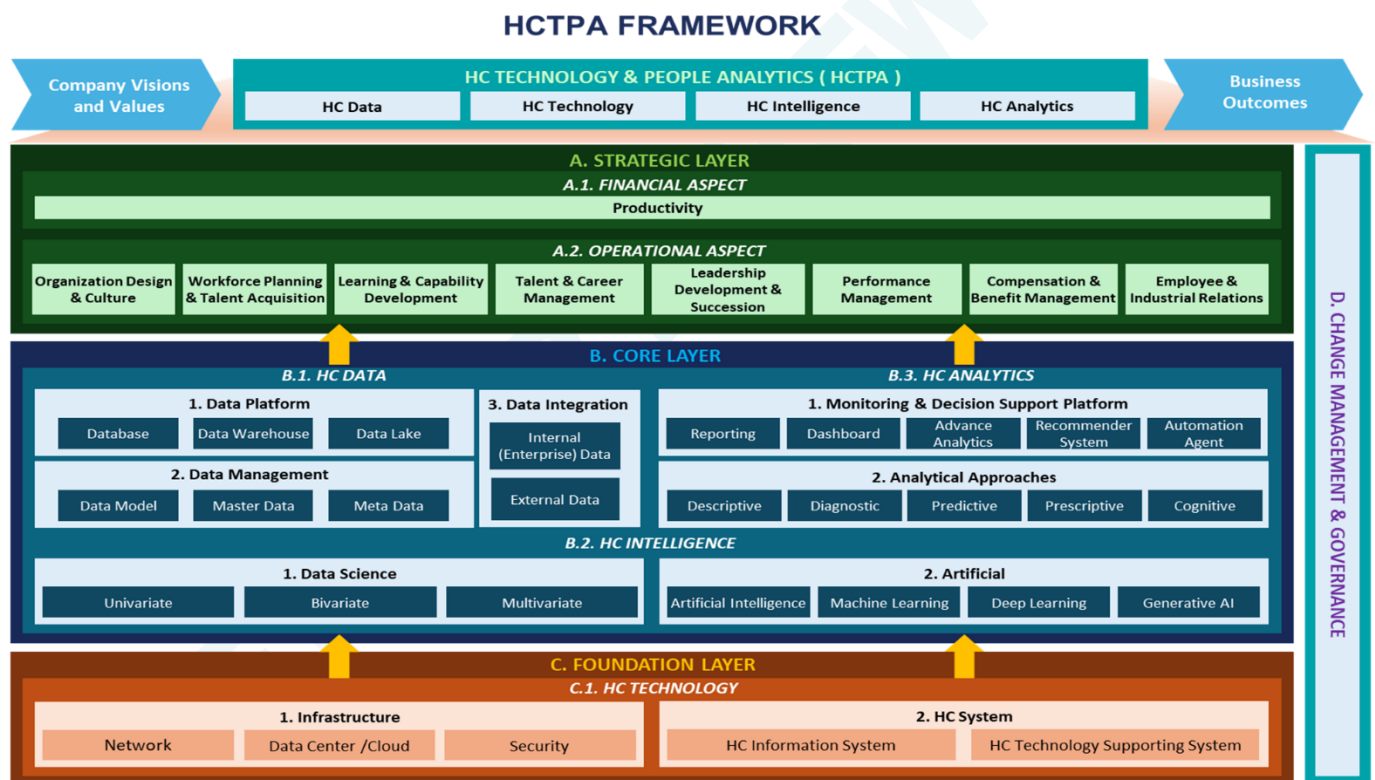 HCTPA FRAMEWORK
Company Visions
and Values
HC TECHNOLOGY & PEOPLE ANALYTICS ( HCTPA )
HC Data
HC Technology
HC Intelligence
HC Analytics
Business
Outcomes
A. STRATEGIC LAYER
A.1. FINANCIAL ASPECT
Productivity
A.2. OPERATIONAL ASPECT
Organization Design
& Culture
Workforce Planning
& Talent Acquisition
Learning & Capability
Development
Talent & Career
Management
Leadership
Development &
Succession
Performance
Management
Compensation &
Benefit Management
Employee &
Industrial Relations
B. CORE LAYER
B.1. HC DATA
1. Data Platform
Database
Data Warehouse
Data Lake
2. Data Management
Data Model
Master Data
Meta Data
3. Data Integration
Internal
(Enterprise) Data
External Data
B.3. HC ANALYTICS
1. Monitoring & Decision Support Platform
Reporting
Dashboard
Advance
Analytics
Recommender
System
Automation
Agent
2. Analytical Approaches
Descriptive
Diagnostic
Predictive
Prescriptive
Cognitive
B.2. HC INTELLIGENCE
1. Data Science
Univariate
Bivariate
Multivariate
2. Artificial
Artificial Intelligence
Machine Learning
Deep Learning
Generative AI
C. FOUNDATION LAYER
C.1. HC TECHNOLOGY
1. Infrastructure
Network
Data Center /Cloud
Security
2. HC System
HC Information System
HC Technology Supporting System
D. CHANGE MANAGEMENT & GOVERNANCE